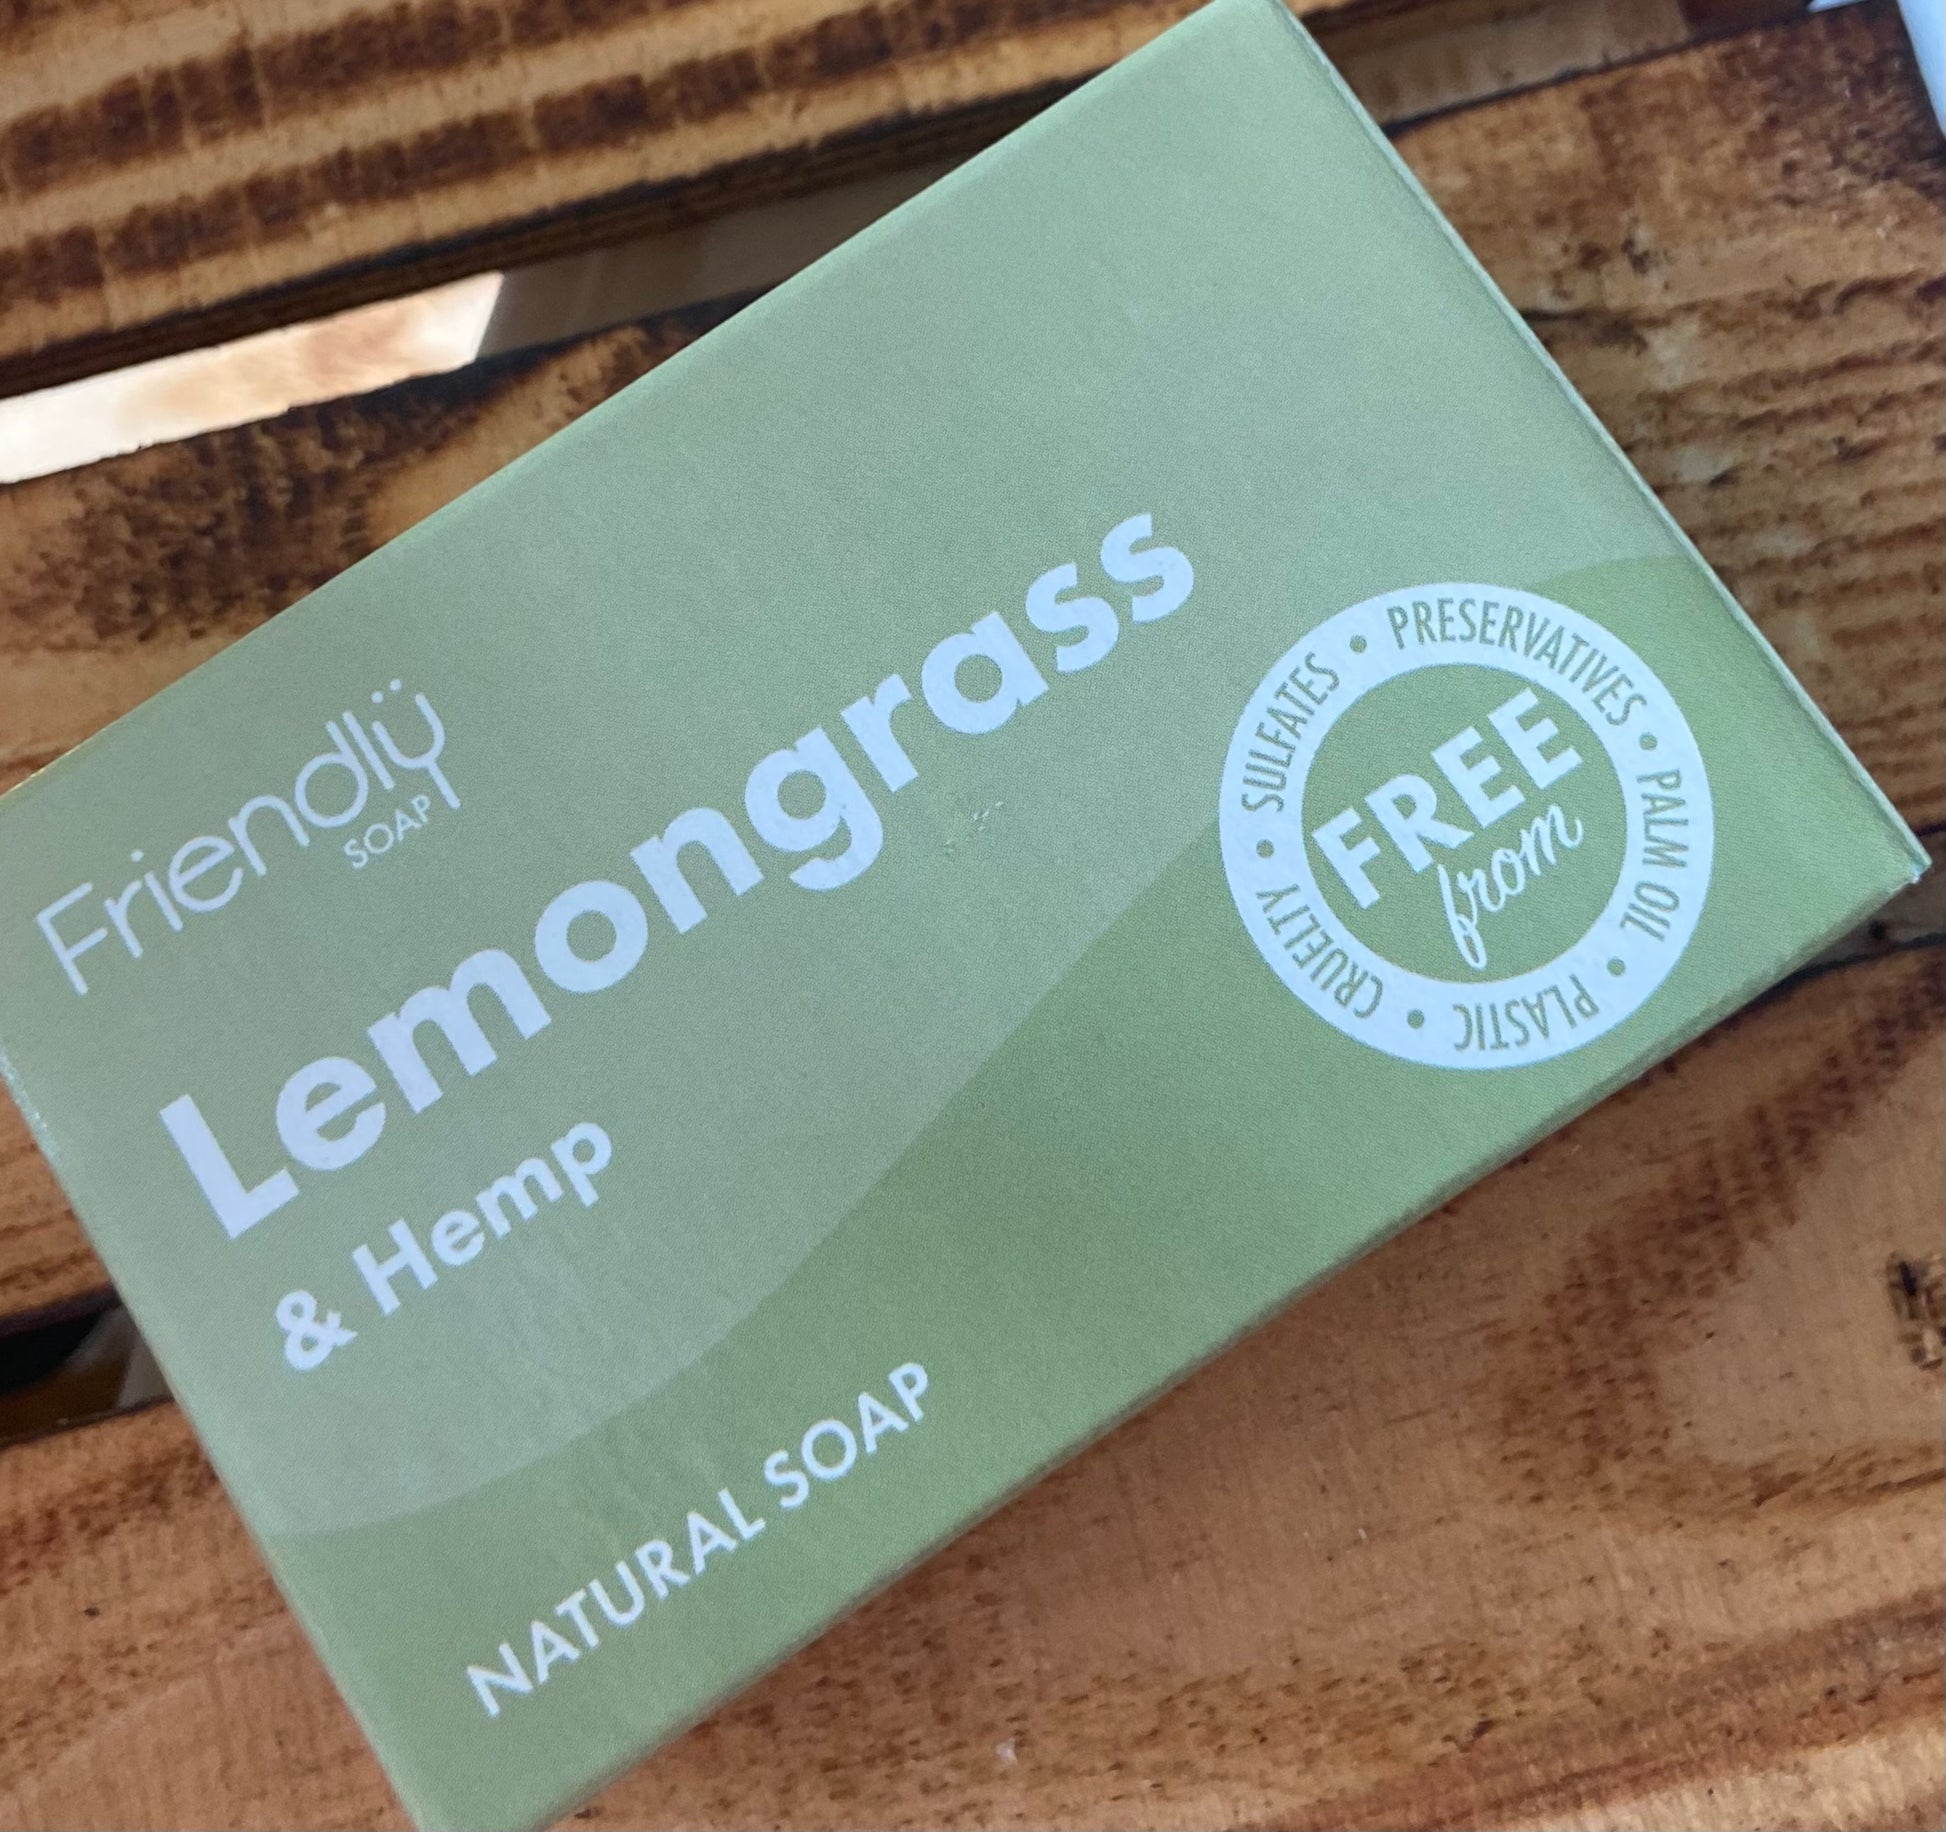 Friendly
SOAP
Lemongrass
& Hemp
NATURAL SOAP
FREE
from
SULFATES • PRESERVATIVES • PALM OIL • PLASTIC • CRUELTY •